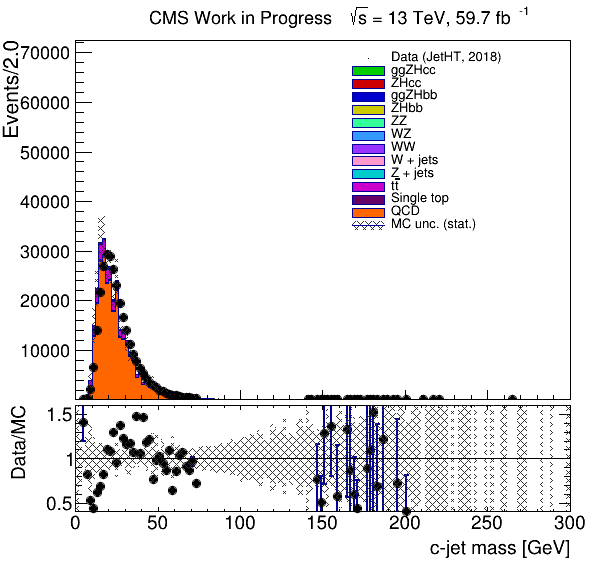 CMS Work in Progress √s = 13 TeV, 59.7 fb⁻¹
Events/2.0
70000
60000
50000
40000
30000
20000
10000
Data (JetHT, 2018)
ggZHcc
ZHcc
ggZHbb
ZHbb
ZZ
WZ
WW
W + jets
Z + jets
tt̅
Single top
QCD
MC unc. (stat.)
Data/MC
1.5
1
0.5
0 50 100 150 200 250 300
c-jet mass [GeV]